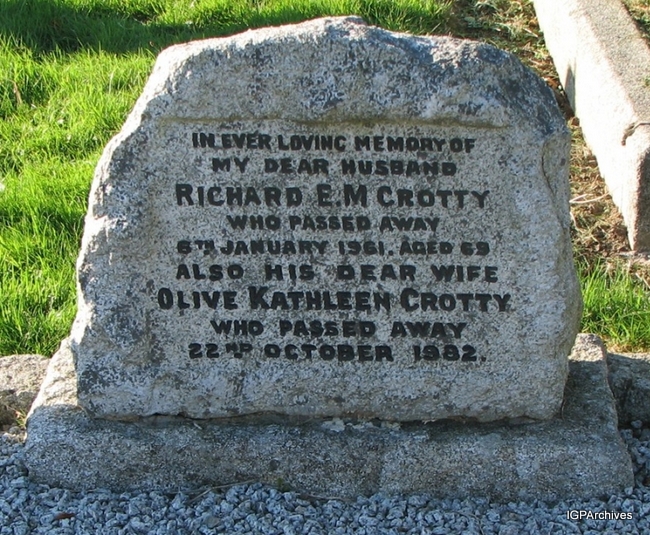 IN EVER LOVING MEMORY OF
MY DEAR HUSBAND
RICHARD E.M CROTTY
WHO PASSED AWAY
6TH JANUARY 1961. AGED 69
ALSO HIS DEAR WIFE
OLIVE KATHLEEN CROTTY
WHO PASSED AWAY
22ND OCTOBER 1982.
IGPArchives